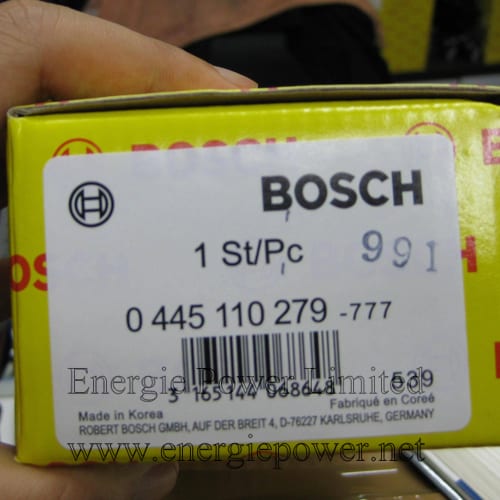 BOSCH
1 St/Pc
991
0 445 110 279 -777
3 165144 068648
539
Made in Korea
Fabriqué en Coreé
ROBERT BOSCH GMBH, AUF DER BREIT 4, D-76227 KARLSRUHE, GERMANY
Energie Power Limited
www.energiepower.net